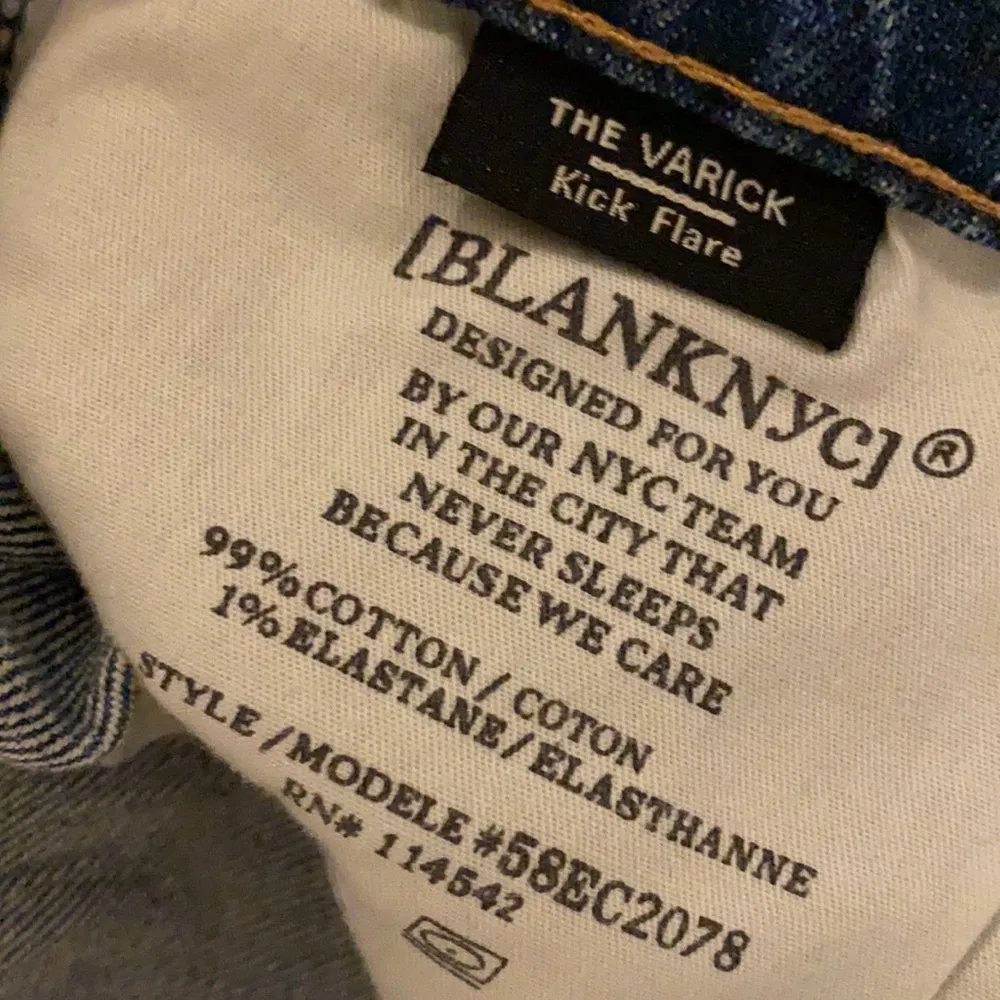 THE VARICK
Kick Flare
[BLANKNYC]®
DESIGNED FOR YOU
BY OUR NYC TEAM
IN THE CITY THAT
NEVER SLEEPS
BECAUSE WE CARE
99% COTTON / COTON
1% ELASTANE / ELASTHANNE
STYLE / MODELE #58EC2078
RN# 114542